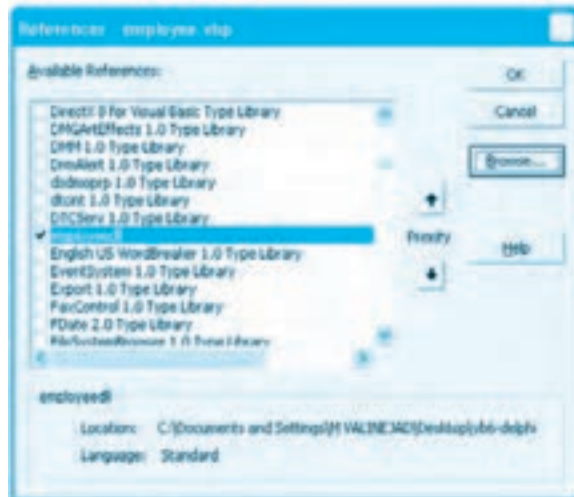 References - employme.vbp
Available References:
OK
DirectX 8 for Visual Basic Type Library
Cancel
DMGArtEffects 1.0 Type Library
DMM 1.0 Type Library
DrmAlert 1.0 Type Library
Browse...
dtcnt 1.0 Type Library
DTCServ 1.0 Type Library
employeedll
Priority
Help
English US WordBreaker 1.0 Type Library
EventSystem 1.0 Type Library
Export 1.0 Type Library
FaxControl 1.0 Type Library
FDate 2.0 Type Library
FileSystemBrowser 1.0 Type Library
employeedll
Location: C:\Documents and Settings\M VALINEJAD\Desktop\vb6-delphi
Language: Standard